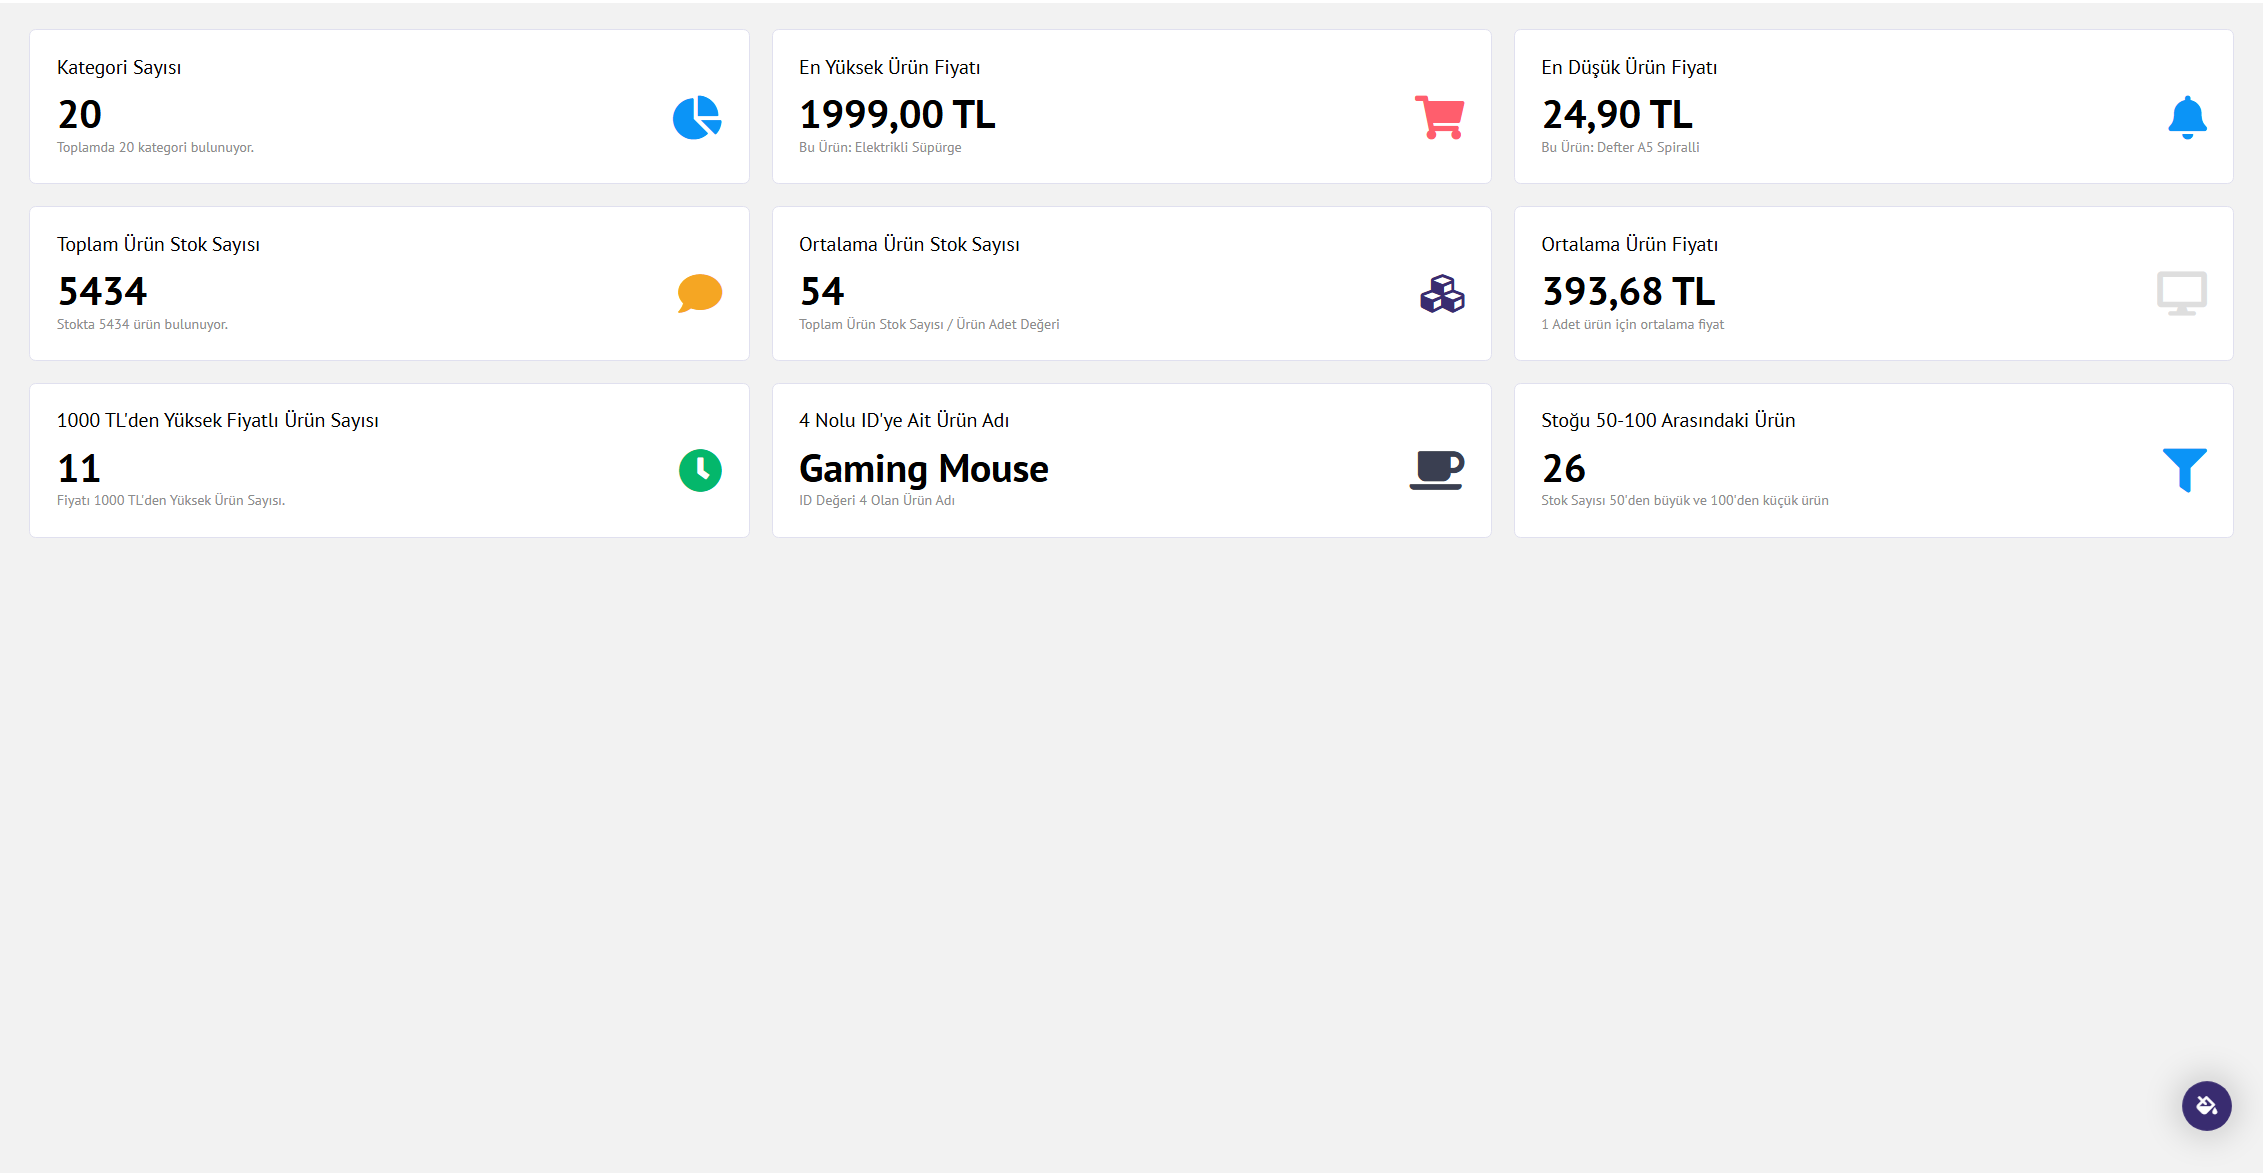 Kategori Sayısı
20
Toplamda 20 kategori bulunuyor.
En Yüksek Ürün Fiyatı
1999,00 TL
Bu Ürün: Elektrikli Süpürge
En Düşük Ürün Fiyatı
24,90 TL
Bu Ürün: Defter A5 Spiralli
Toplam Ürün Stok Sayısı
5434
Stokta 5434 ürün bulunuyor.
Ortalama Ürün Stok Sayısı
54
Toplam Ürün Stok Sayısı / Ürün Adet Değeri
Ortalama Ürün Fiyatı
393,68 TL
1 Adet ürün için ortalama fiyat
1000 TL'den Yüksek Fiyatlı Ürün Sayısı
11
Fiyatı 1000 TL'den Yüksek Ürün Sayısı.
4 Nolu ID'ye Ait Ürün Adı
Gaming Mouse
ID Değeri 4 Olan Ürün Adı
Stoğu 50-100 Arasındaki Ürün
26
Stok Sayısı 50'den büyük ve 100'den küçük ürün